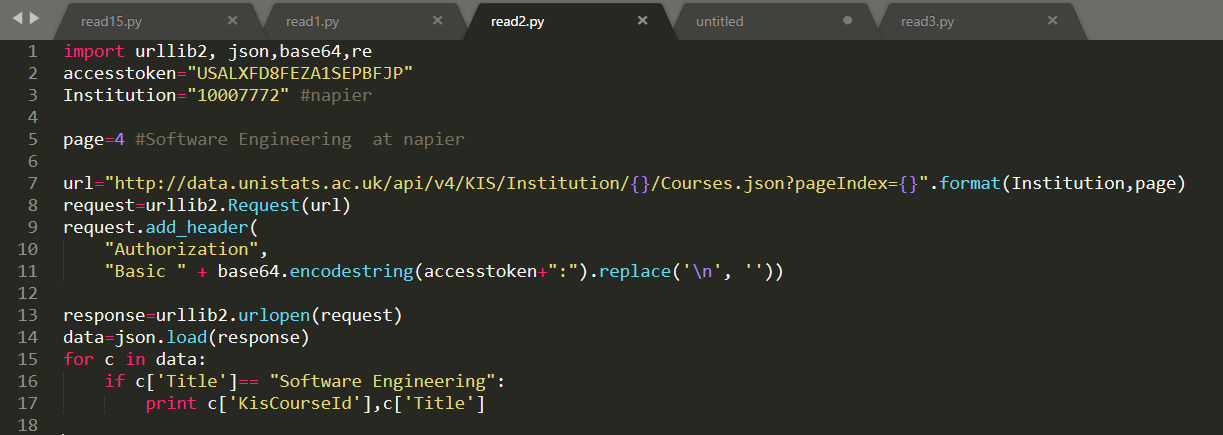 read15.py × read1.py × read2.py × untitled read3.py ×
1 import urllib2, json,base64,re
2 accesstoken="USALXFD8FEZA1SEPBFJP"
3 Institution="10007772" #napier
4
5 page=4 #Software Engineering  at napier
6
7 url="http://data.unistats.ac.uk/api/v4/KIS/Institution/{}/Courses.json?pageIndex={}".format(Institution,page)
8 request=urllib2.Request(url)
9 request.add_header(
10     "Authorization",
11     "Basic " + base64.encodestring(accesstoken+":").replace('\n', ''))
12
13 response=urllib2.urlopen(request)
14 data=json.load(response)
15 for c in data:
16     if c['Title']== "Software Engineering":
17         print c['KisCourseId'],c['Title']
18